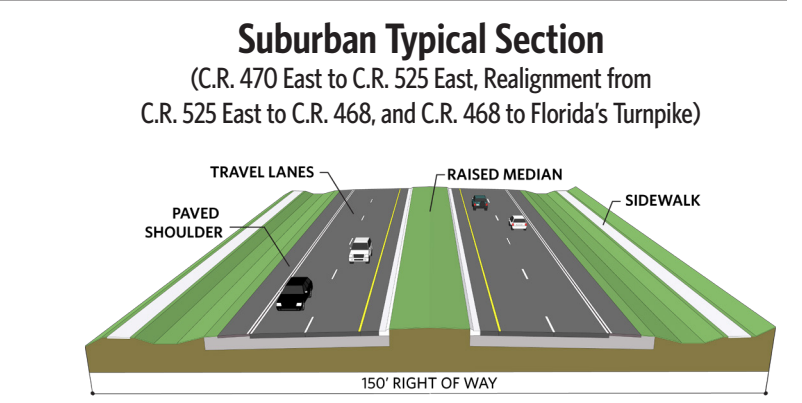 Suburban Typical Section
(C.R. 470 East to C.R. 525 East, Realignment from
C.R. 525 East to C.R. 468, and C.R. 468 to Florida's Turnpike)
TRAVEL LANES
RAISED MEDIAN
SIDEWALK
PAVED
SHOULDER
150' RIGHT OF WAY